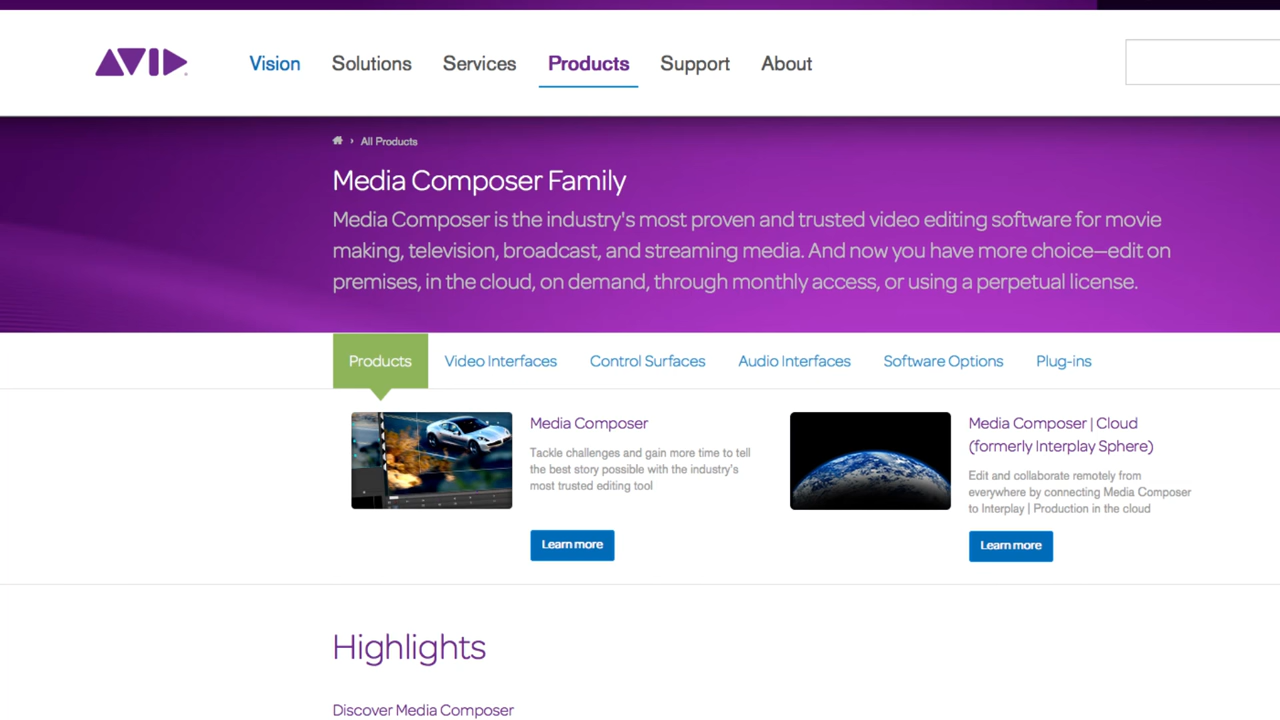 AVID
Vision Solutions Services Products Support About
› All Products
Media Composer Family
Media Composer is the industry's most proven and trusted video editing software for movie
making, television, broadcast, and streaming media. And now you have more choice—edit on
premises, in the cloud, on demand, through monthly access, or using a perpetual license.
Products Video Interfaces Control Surfaces Audio Interfaces Software Options Plug-ins
Media Composer
Tackle challenges and gain more time to tell
the best story possible with the industry's
most trusted editing tool
Learn more
Media Composer | Cloud
(formerly Interplay Sphere)
Edit and collaborate remotely from
everywhere by connecting Media Composer
to Interplay | Production in the cloud
Learn more
Highlights
Discover Media Composer